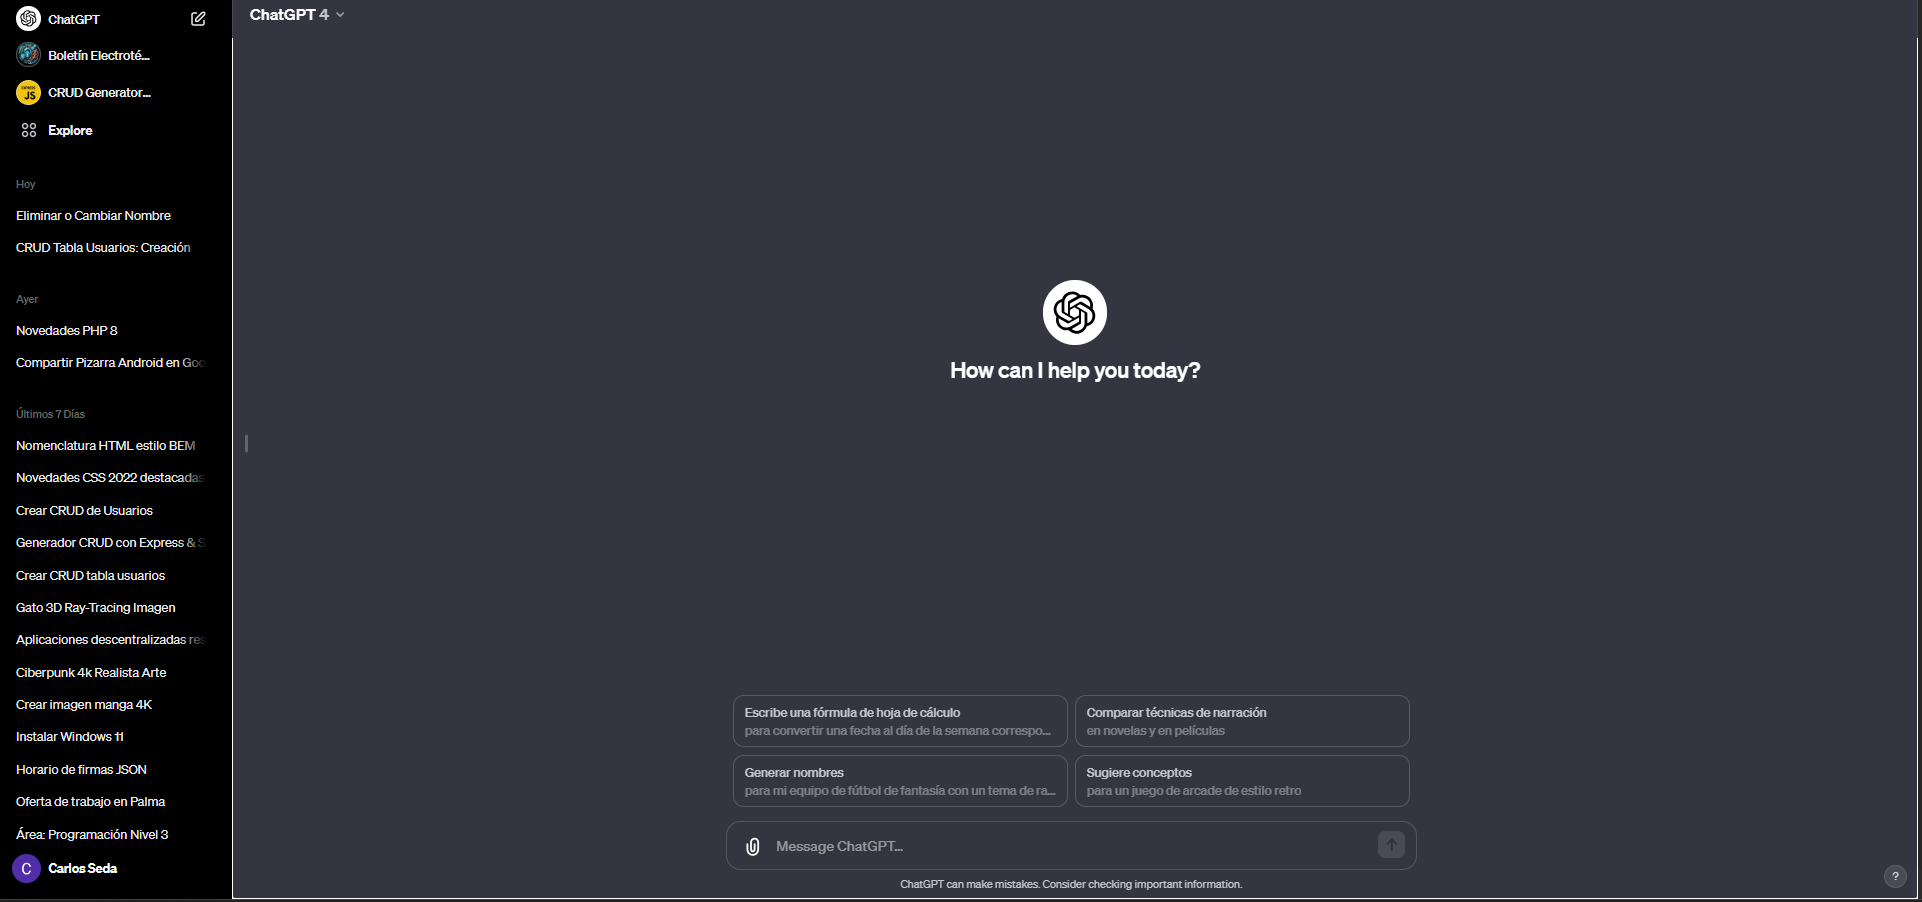 ChatGPT
Boletín Electroté...
CRUD Generator...
Explore
Hoy
Eliminar o Cambiar Nombre
CRUD Tabla Usuarios: Creación
Ayer
Novedades PHP 8
Compartir Pizarra Android en Goo
Últimos 7 Días
Nomenclatura HTML estilo BEM
Novedades CSS 2022 destacadas
Crear CRUD de Usuarios
Generador CRUD con Express & S
Crear CRUD tabla usuarios
Gato 3D Ray-Tracing Imagen
Aplicaciones descentralizadas res
Ciberpunk 4k Realista Arte
Crear imagen manga 4K
Instalar Windows 11
Horario de firmas JSON
Oferta de trabajo en Palma
Área: Programación Nivel 3
C Carlos Seda
ChatGPT 4
How can I help you today?
Escribe una fórmula de hoja de cálculo
para convertir una fecha al día de la semana correspo...
Comparar técnicas de narración
en novelas y en películas
Generar nombres
para mi equipo de fútbol de fantasía con un tema de ra...
Sugiere conceptos
para un juego de arcade de estilo retro
Message ChatGPT...
ChatGPT can make mistakes. Consider checking important information.
?